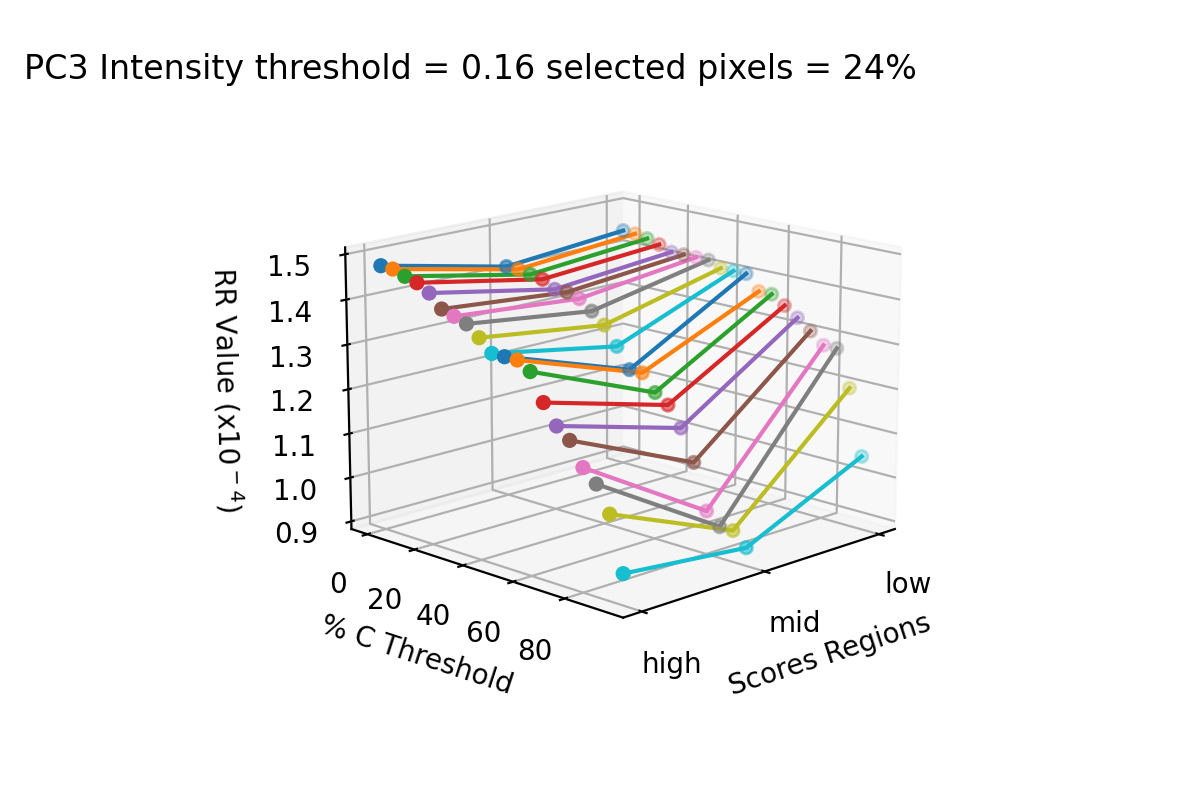 PC3 Intensity threshold = 0.16 selected pixels = 24%
RR Value (x10⁻⁴)
1.5
1.4
1.3
1.2
1.1
1.0
0.9
0
20
40
60
80
% C Threshold
high
mid
low
Scores Regions